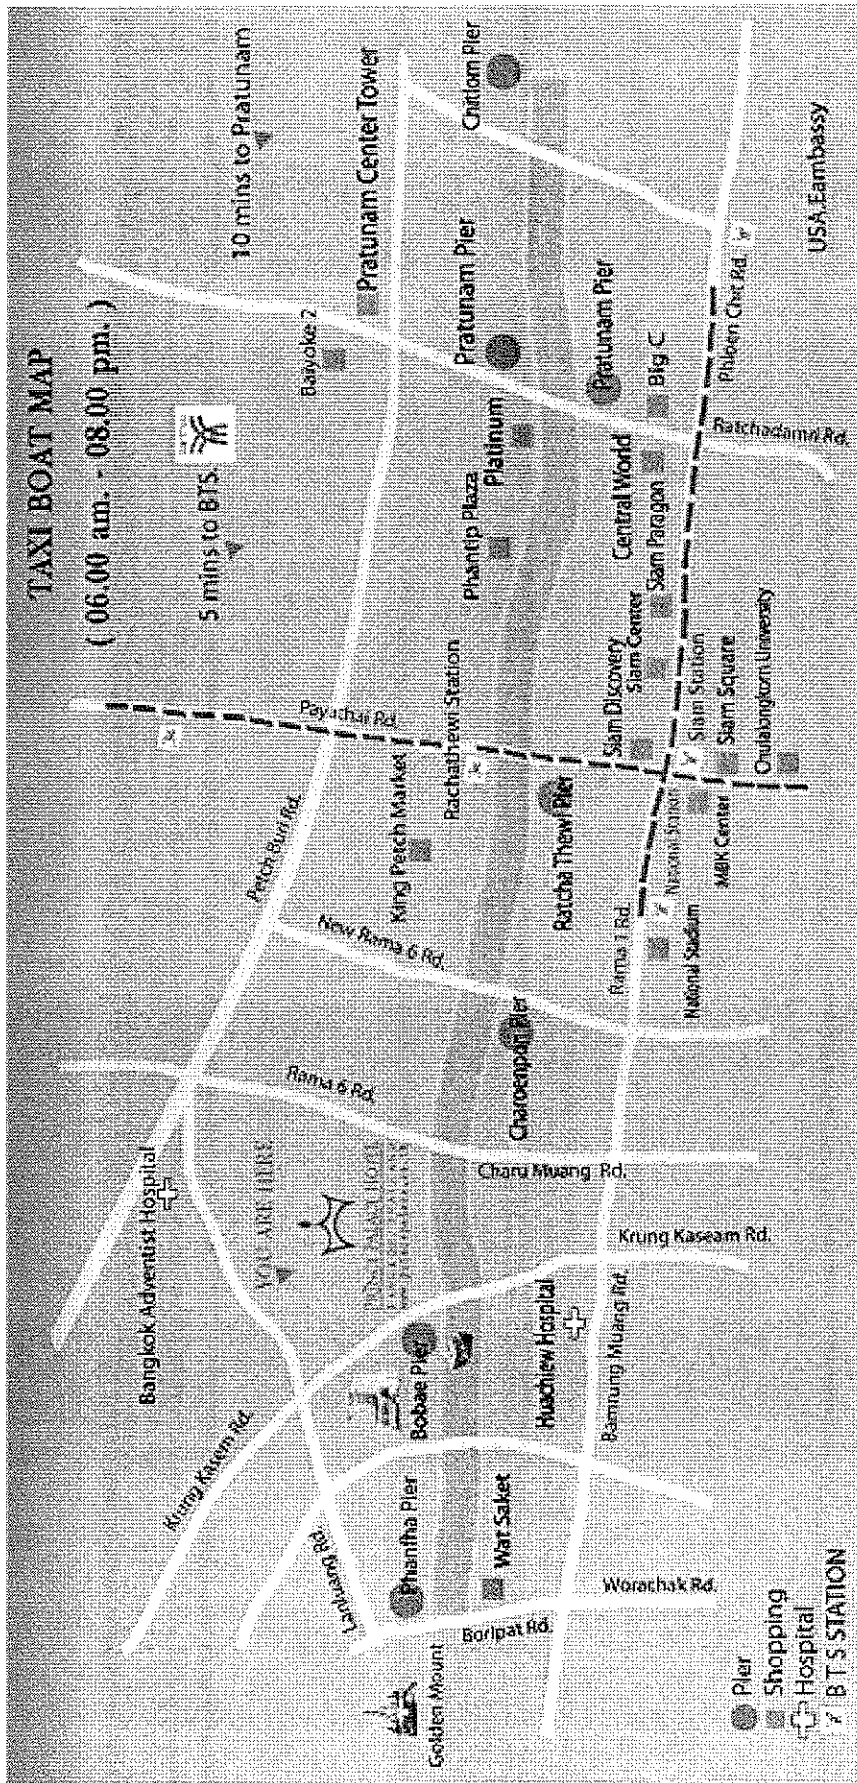 TAXI BOAT MAP
( 06.00 am. - 08.00 pm. )
5 mins to BTS.
10 mins to Pratunam
Baiyoke 2
Pratunam Center Tower
Payathai Rd.
Petch Buri Rd.
Bangkok Adventist Hospital
YOU ARE HERE
Rama 6 Rd.
New Rama 6 Rd.
King Petch Market
Rachathewi Station
Phantip Plaza
Platinum
Pratunam Pier
Chitlom Pier
Krung Kasem Rd.
Lanluang Rd.
Phantha Pier
Bobae Pier
Charoenpon Pier
Ratcha Thewi Pier
Pratunam Pier
Golden Mount
Boripat Rd.
Wat Saket
Huachiew Hospital
Charu Muang Rd.
Rama 1 Rd.
Siam Discovery
Siam Center
Central World
Siam Paragon
Big C
Bamrung Muang Rd.
Krung Kaseam Rd.
National Stadium
National Station
Siam Station
Ratchadamri Rd.
Phloen Chit Rd.
Worachak Rd.
MBK Center
Siam Square
Chulalongkorn University
USA.Eambassy
Pier
Shopping
Hospital
B T S STATION